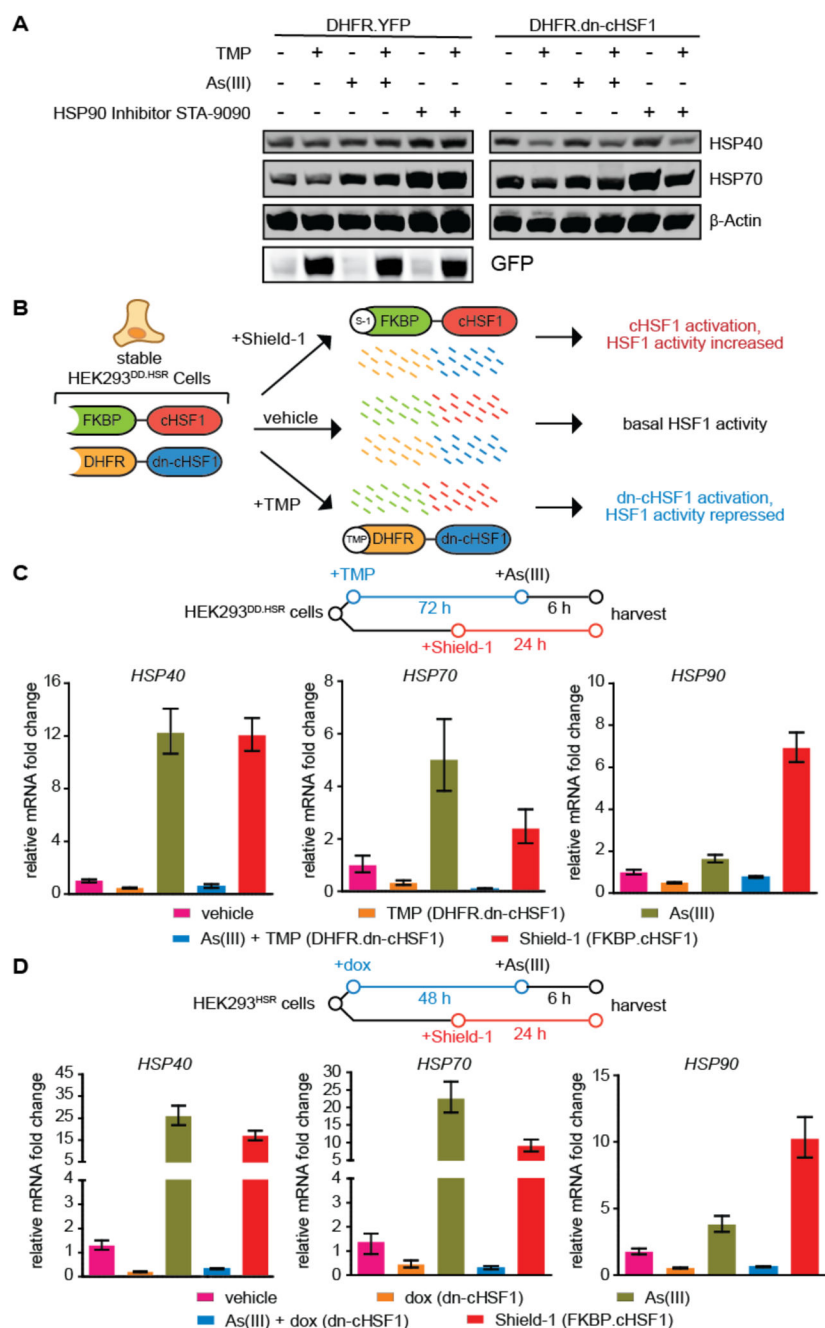 A
DHFR.YFP DHFR.dn-cHSF1
TMP - + - + - + - + - + - +
As(III) - - + + - - - - + + - -
HSP90 Inhibitor STA-9090 - - - - + + - - - - + +
HSP40
HSP70
β-Actin
GFP
B
stable
HEK293DD.HSR Cells
FKBP cHSF1
DHFR dn-cHSF1
+Shield-1
vehicle
+TMP
S-1 FKBP cHSF1
cHSF1 activation,
HSF1 activity increased
basal HSF1 activity
dn-cHSF1 activation,
HSF1 activity repressed
TMP DHFR dn-cHSF1
C
+TMP +As(III)
HEK293DD.HSR cells 72 h 6 h harvest
+Shield-1 24 h
HSP40
relative mRNA fold change
16
12
8
4
2
1
0
HSP70
relative mRNA fold change
8
6
4
2
0
HSP90
relative mRNA fold change
10
8
6
4
2
0
vehicle TMP (DHFR.dn-cHSF1) As(III)
As(III) + TMP (DHFR.dn-cHSF1) Shield-1 (FKBP.cHSF1)
D
+dox +As(III)
HEK293HSR cells 48 h 6 h harvest
+Shield-1 24 h
HSP40
relative mRNA fold change
45
35
25
15
5
4
3
2
1
0
HSP70
relative mRNA fold change
30
25
20
15
10
5
4
3
2
1
0
HSP90
relative mRNA fold change
15
10
5
0
vehicle dox (dn-cHSF1) As(III)
As(III) + dox (dn-cHSF1) Shield-1 (FKBP.cHSF1)